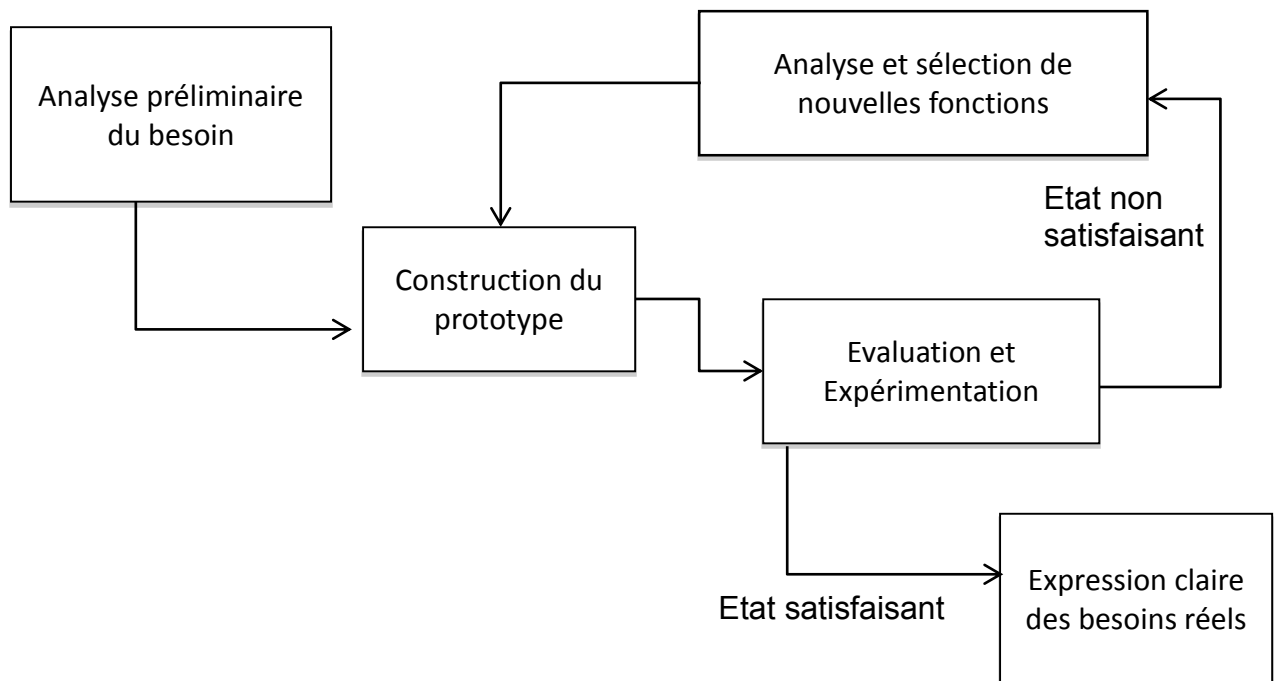 Analyse préliminaire
du besoin
Analyse et sélection de
nouvelles fonctions
Etat non
satisfaisant
Construction du
prototype
Evaluation et
Expérimentation
Etat satisfaisant
Expression claire
des besoins réels